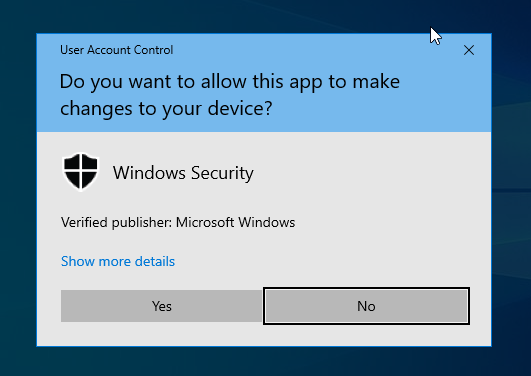 User Account Control
Do you want to allow this app to make
changes to your device?
Windows Security
Verified publisher: Microsoft Windows
Show more details
Yes
No